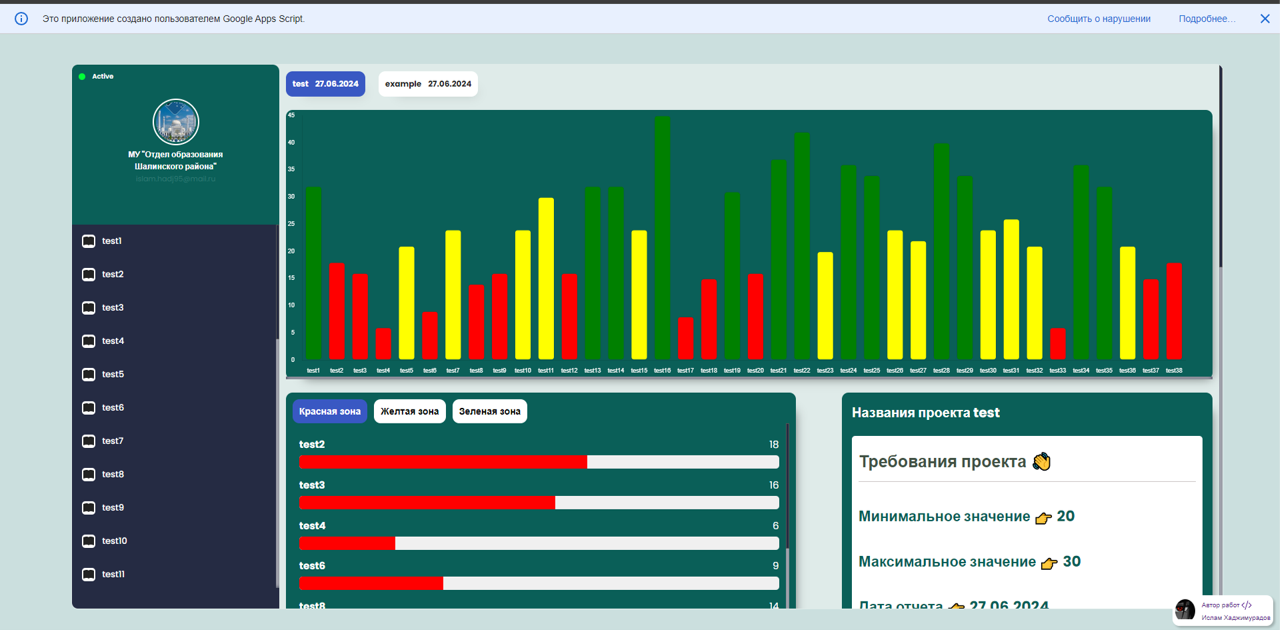 Это приложение создано пользователем Google Apps Script.
Сообщить о нарушении
Подробнее…
Active
МУ "Отдел образования
Шалинского района"
test1
test2
test3
test4
test5
test6
test7
test8
test9
test10
test11
test 27.06.2024
example 27.06.2024
45
40
35
30
25
20
15
10
5
0
test1 test2 test3 test4 test5 test6 test7 test8 test9 test10 test11 test12 test13 test14 test15 test16 test17 test18 test19 test20 test21 test22 test23 test24 test25 test26 test27 test28 test29 test30 test31 test32 test33 test34 test35 test36 test37 test38
Красная зона
Желтая зона
Зеленая зона
test2 18
test3 16
test4 6
test6 9
test8 14
Названия проекта test
Требования проекта 👋
Минимальное значение 👉 20
Максимальное значение 👉 30
Дата отчета 👉 27.06.2024
Автор работ </>
Ислам Хаджимурадов